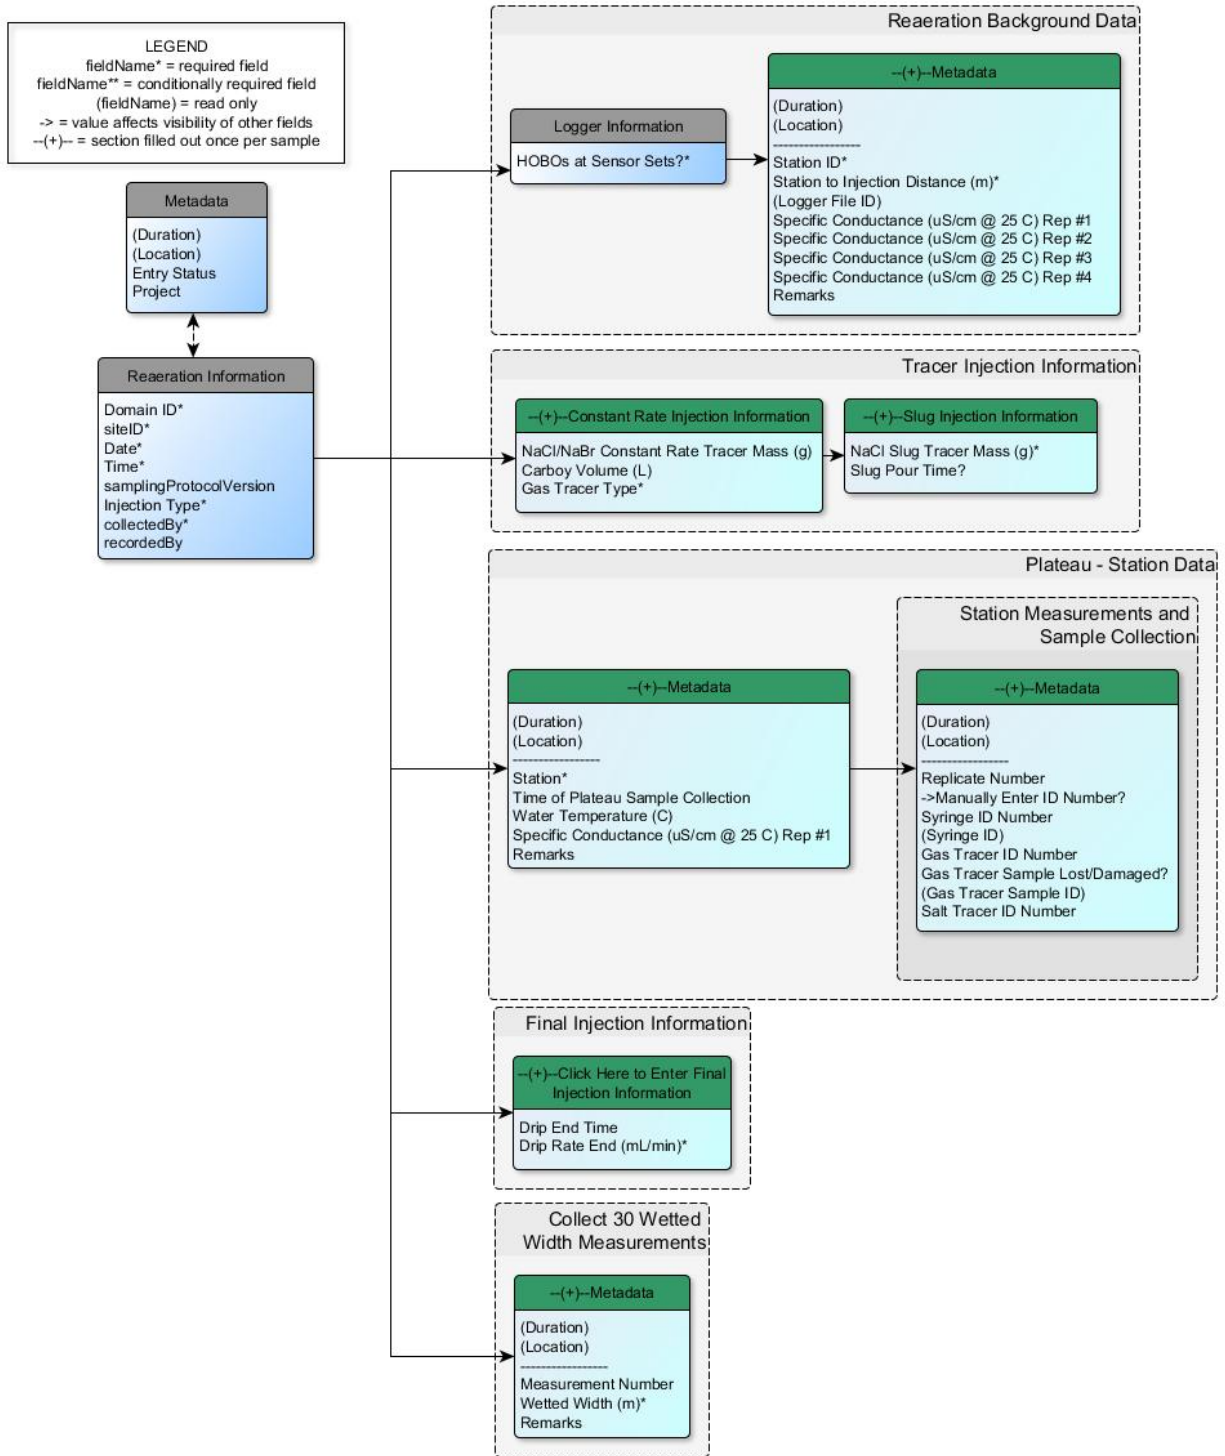 LEGEND
fieldName* = required field
fieldName** = conditionally required field
(fieldName) = read only
-> = value affects visibility of other fields
--(+)-- = section filled out once per sample
Metadata
(Duration)
(Location)
Entry Status
Project
Reaeration Information
Domain ID*
siteID*
Date*
Time*
samplingProtocolVersion
Injection Type*
collectedBy*
recordedBy
Reaeration Background Data
Logger Information
HOBOs at Sensor Sets?*
--(+)--Metadata
(Duration)
(Location)
-----------------
Station ID*
Station to Injection Distance (m)*
(Logger File ID)
Specific Conductance (uS/cm @ 25 C) Rep #1
Specific Conductance (uS/cm @ 25 C) Rep #2
Specific Conductance (uS/cm @ 25 C) Rep #3
Specific Conductance (uS/cm @ 25 C) Rep #4
Remarks
Tracer Injection Information
--(+)--Constant Rate Injection Information
NaCl/NaBr Constant Rate Tracer Mass (g)
Carboy Volume (L)
Gas Tracer Type*
--(+)--Slug Injection Information
NaCl Slug Tracer Mass (g)*
Slug Pour Time?
Plateau - Station Data
--(+)--Metadata
(Duration)
(Location)
-----------------
Station*
Time of Plateau Sample Collection
Water Temperature (C)
Specific Conductance (uS/cm @ 25 C) Rep #1
Remarks
Station Measurements and
Sample Collection
--(+)--Metadata
(Duration)
(Location)
-----------------
Replicate Number
->Manually Enter ID Number?
Syringe ID Number
(Syringe ID)
Gas Tracer ID Number
Gas Tracer Sample Lost/Damaged?
(Gas Tracer Sample ID)
Salt Tracer ID Number
Final Injection Information
--(+)--Click Here to Enter Final
Injection Information
Drip End Time
Drip Rate End (mL/min)*
Collect 30 Wetted
Width Measurements
--(+)--Metadata
(Duration)
(Location)
-----------------
Measurement Number
Wetted Width (m)*
Remarks